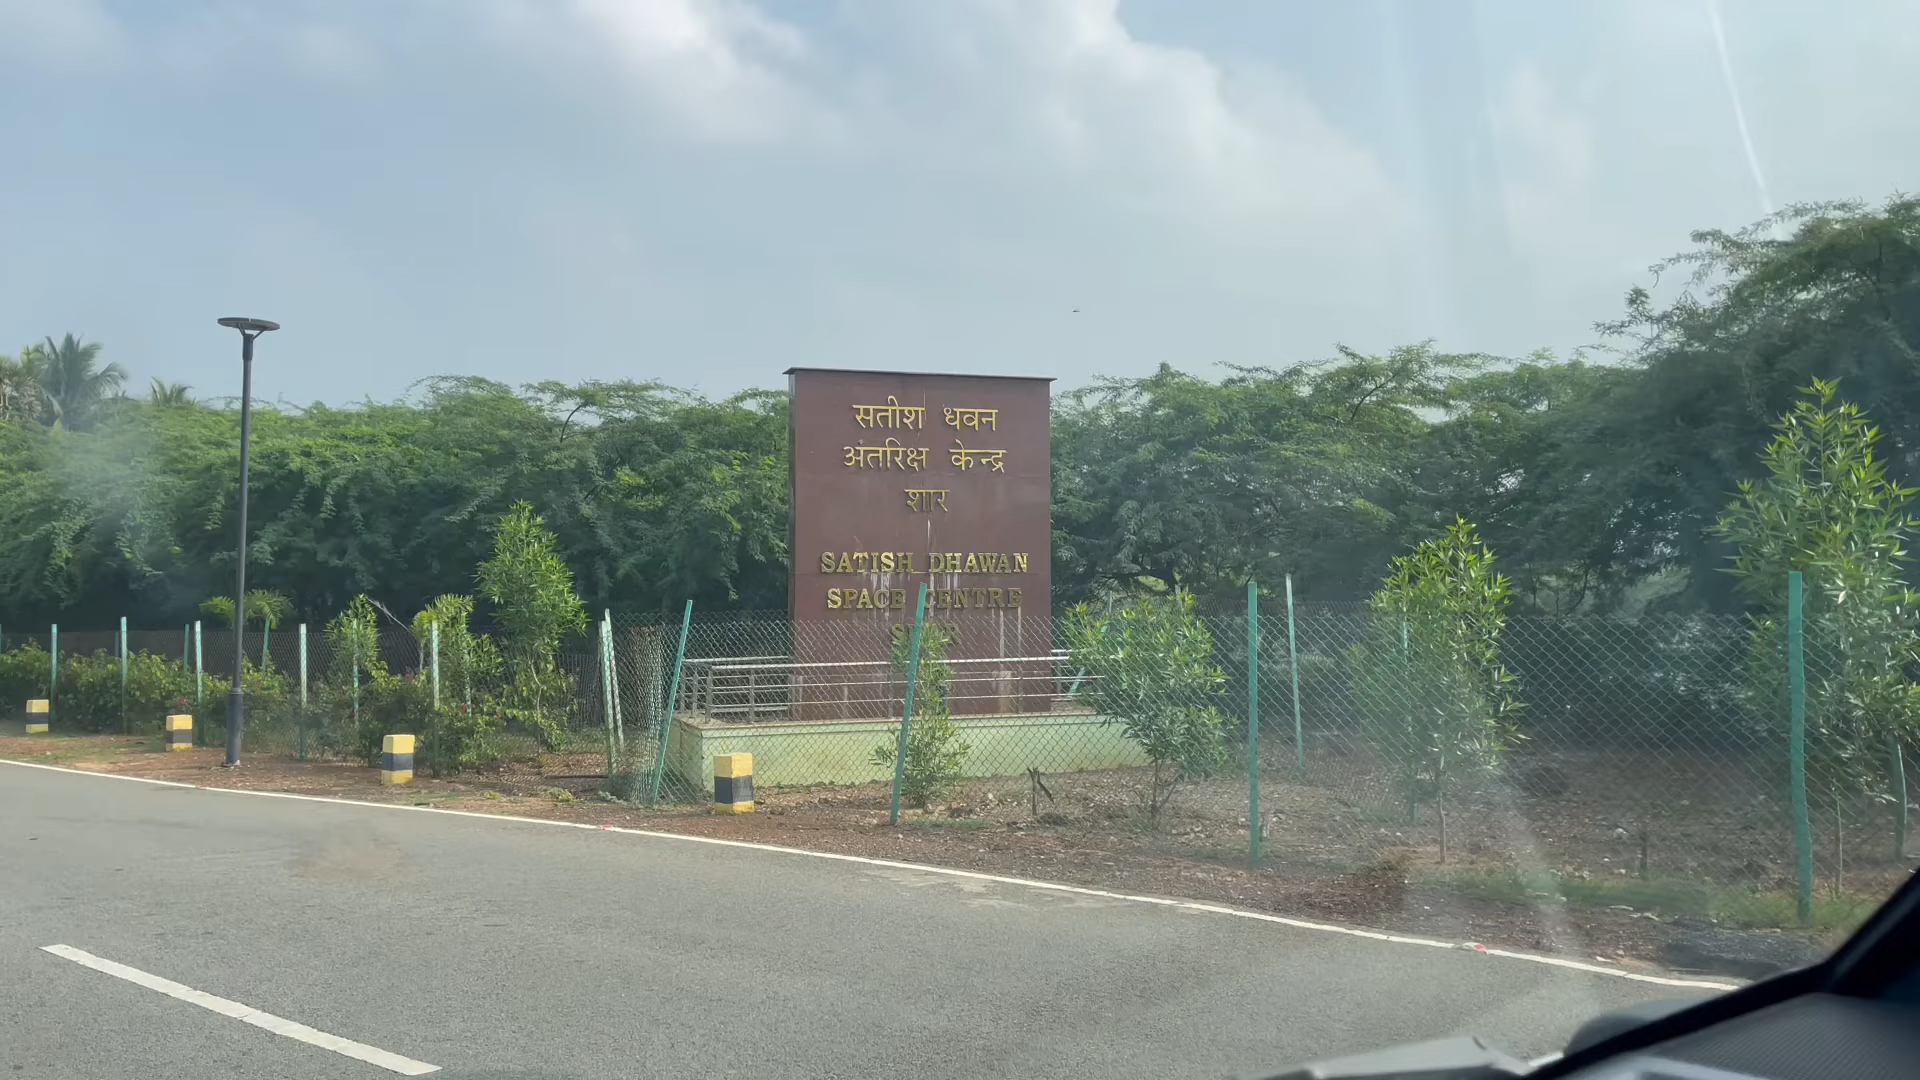 सतीश धवन
अंतरिक्ष केन्द्र
शार
SATISH DHAWAN
SPACE CENTRE